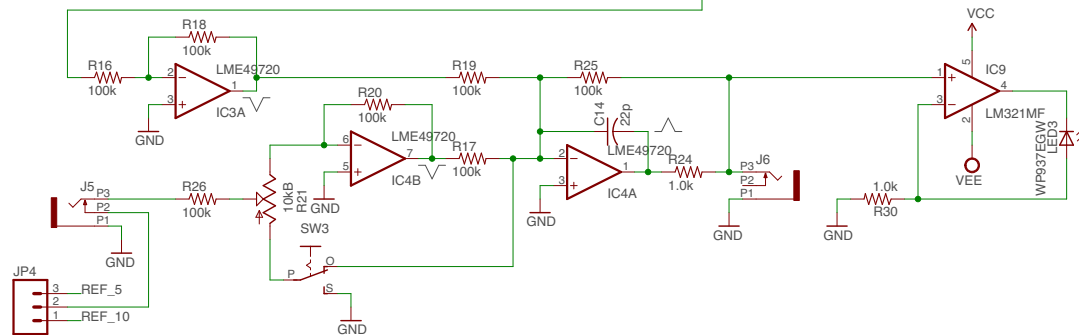 VCC
R18
100k
R16
100k
2
3
1
LME49720
IC3A
GND
R19
100k
R25
100k
C14
22p
1
3
5
4
2
IC9
LM321MF
VEE
WP937EGW
LED3
R20
100k
6
5
7
LME49720
IC4B
GND
R17
100k
2
3
1
LME49720
IC4A
GND
R24
1.0k
J6
P3
P2
P1
GND
1.0k
R30
GND
J5
P3
P2
P1
GND
R26
100k
10kB
R21
SW3
P
O
S
GND
JP4
3
REF_5
2
1
REF_10